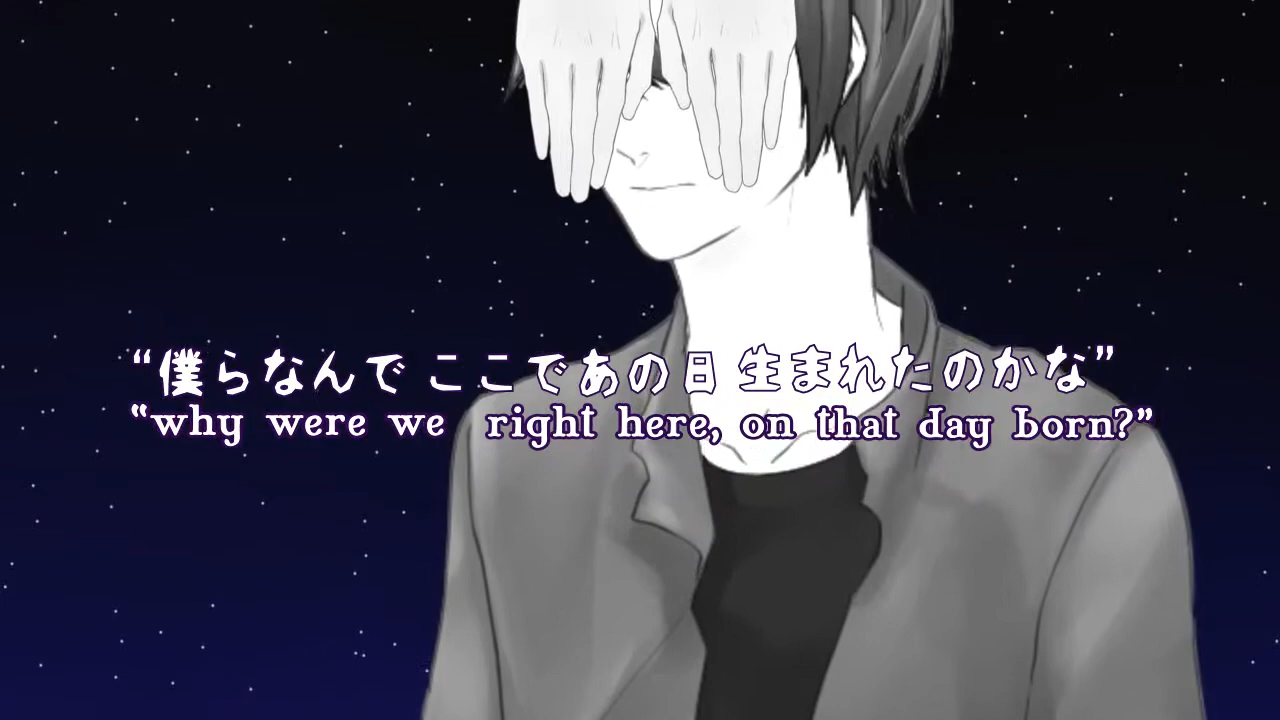 “僕らなんで ここであの日 生まれたのかな”
“why were we right here, on that day born?”